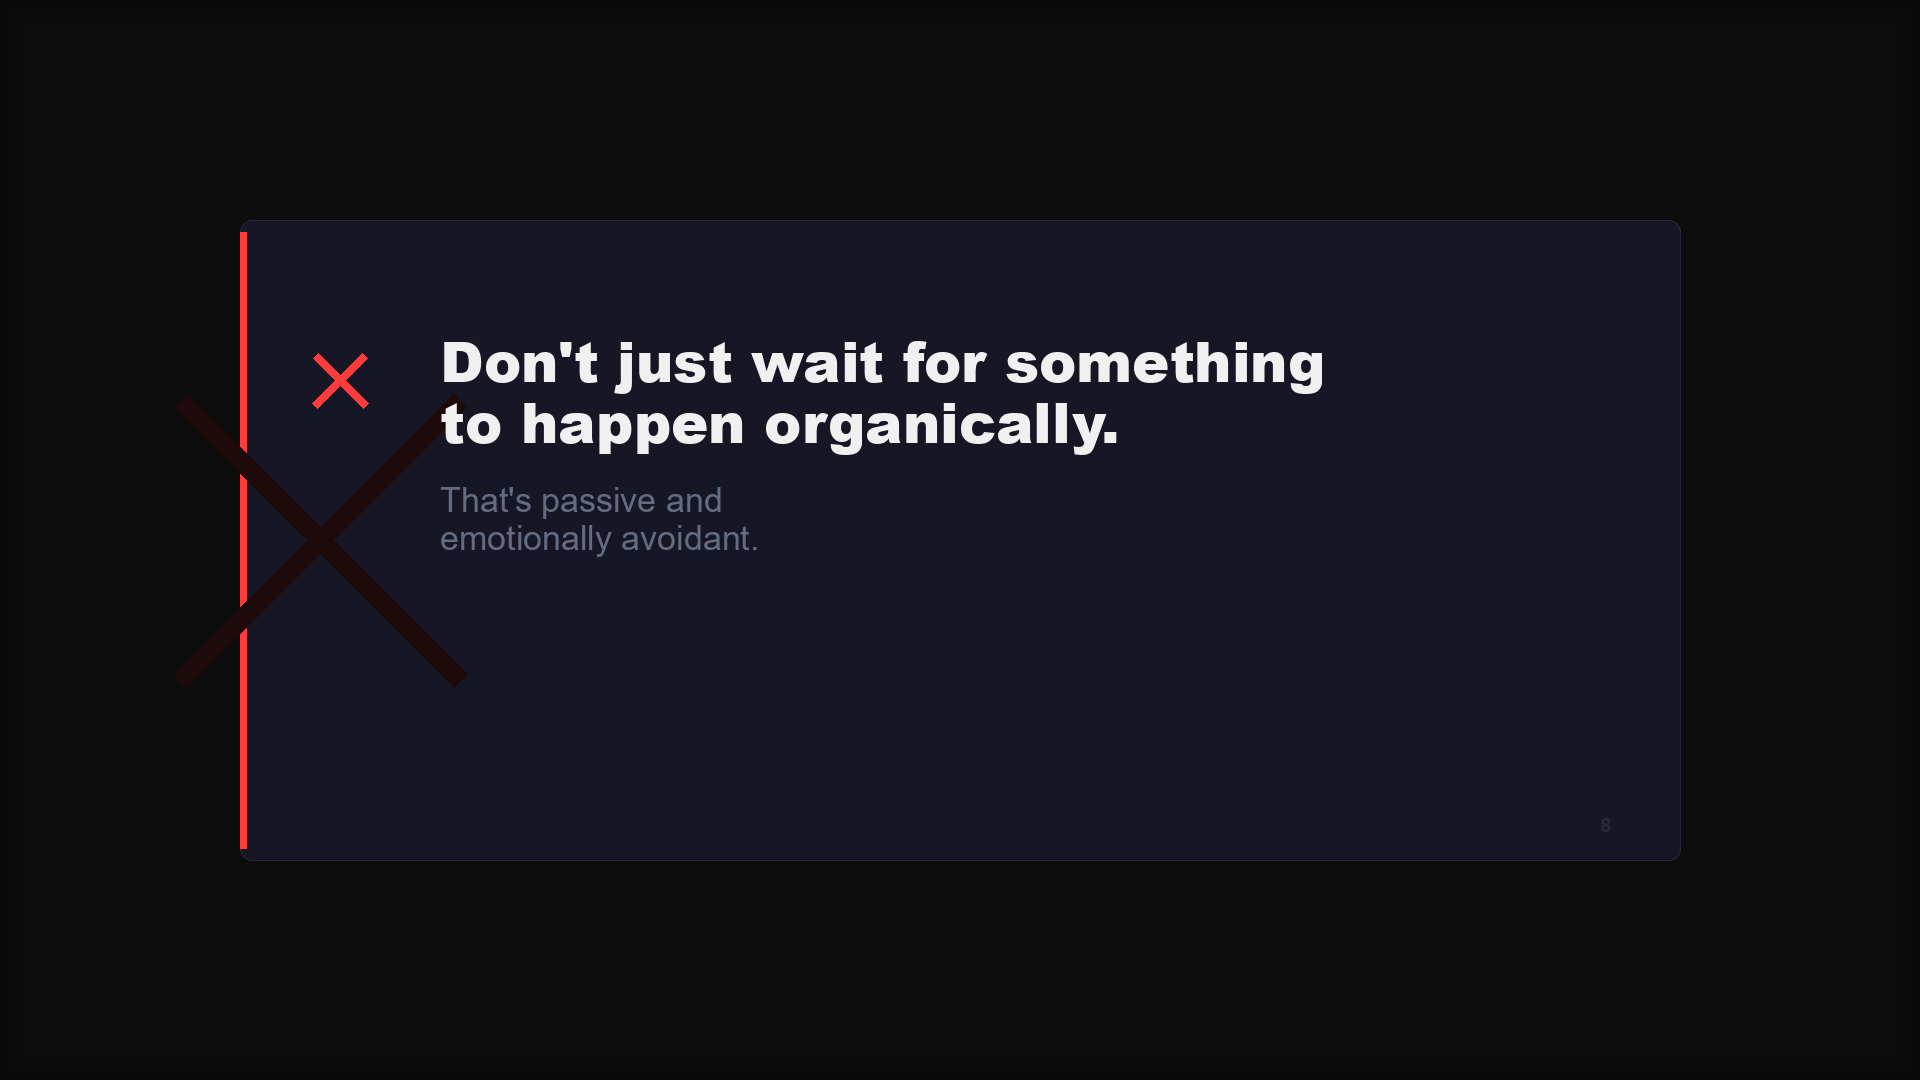 Don't just wait for something
to happen organically.
That's passive and
emotionally avoidant.
8